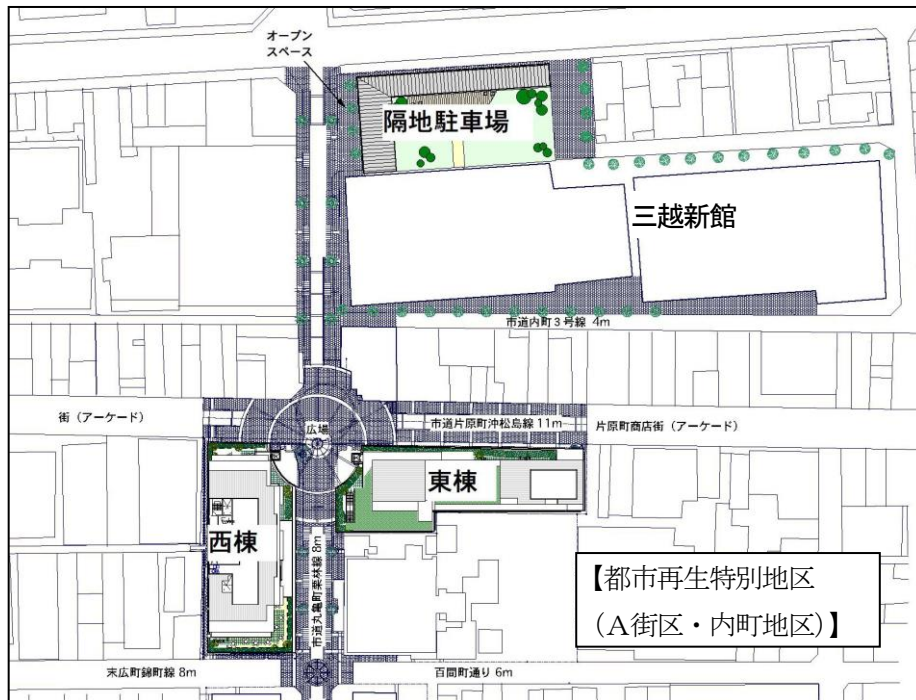 オープン
スペース
隔地駐車場
三越新館
市道内町3号線 4m
街(アーケード)
広場
市道片原町沖松島線 11m
片原町商店街(アーケード)
東棟
西棟
市道丸亀町栗林線 8m
【都市再生特別地区
(A街区・内町地区)】
末広町錦町線 8m
百間町通り 6m